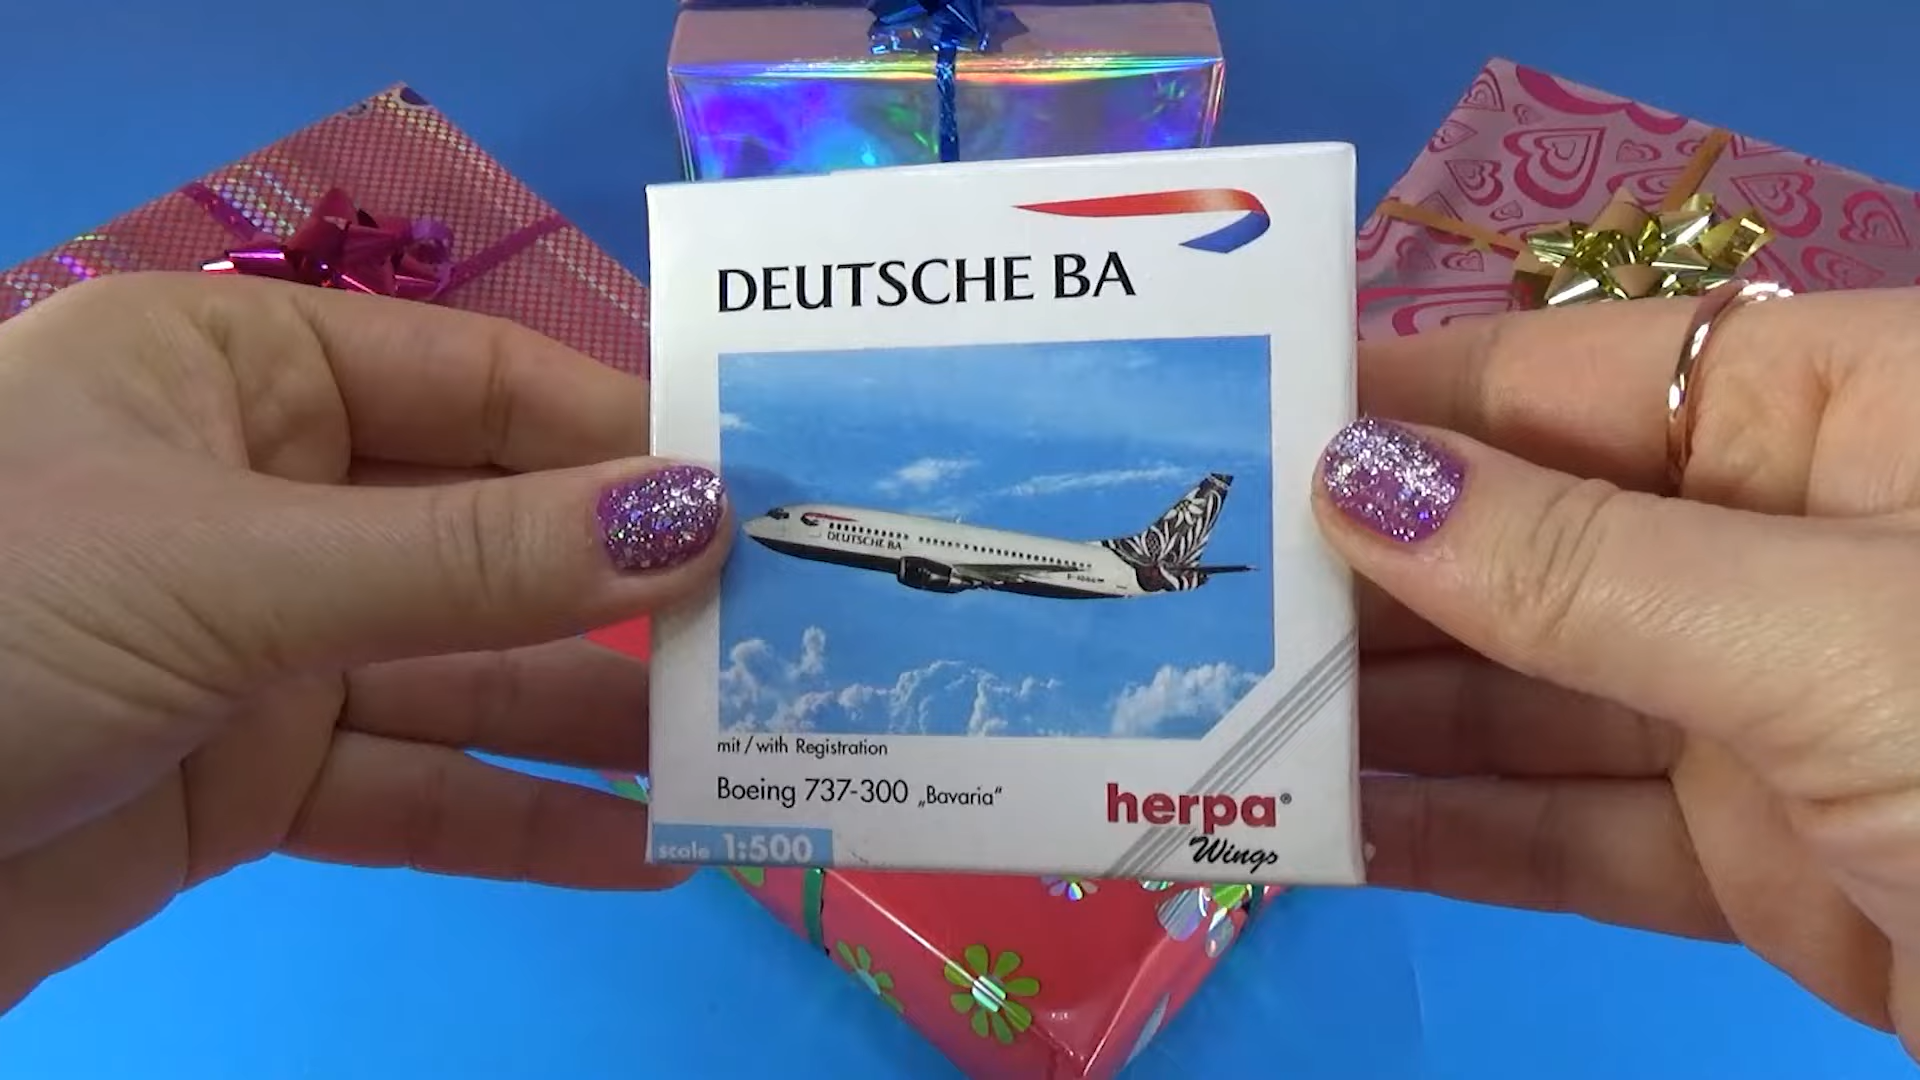 DEUTSCHE BA
DEUTSCHE BA
mit / with Registration
Boeing 737-300 „Bavaria“
herpa®
Wings
scale 1:500